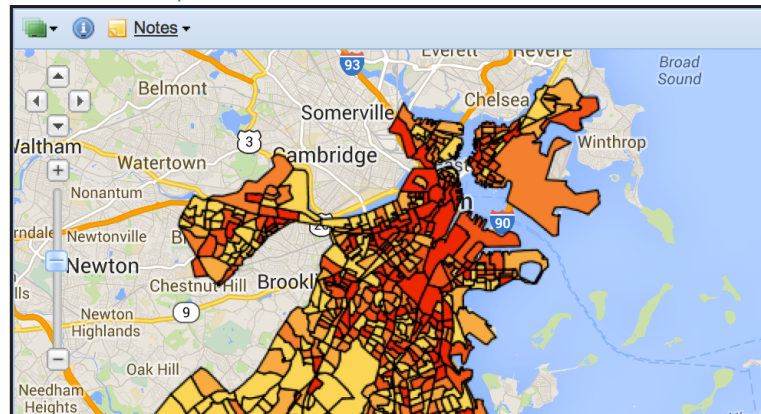 Notes
Everett
Revere
93
Broad
Sound
Belmont
Chelsea
Somerville
Waltham
3
Winthrop
Cambridge
Watertown
Nonantum
90
Newtonville
Newton
Chestnut Hill
Brookli
9
Newton
Highlands
Oak Hill
Needham
Heights